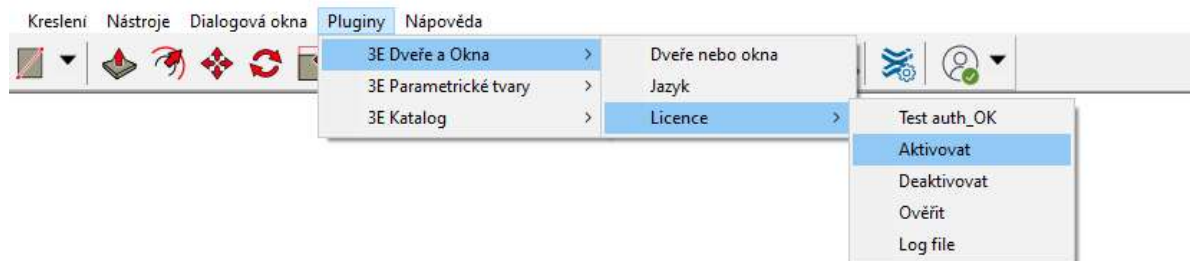 Kreslení Nástroje Dialogová okna Pluginy Nápověda
3E Dveře a Okna
3E Parametrické tvary
3E Katalog
Dveře nebo okna
Jazyk
Licence
Test auth_OK
Aktivovat
Deaktivovat
Ověřit
Log file